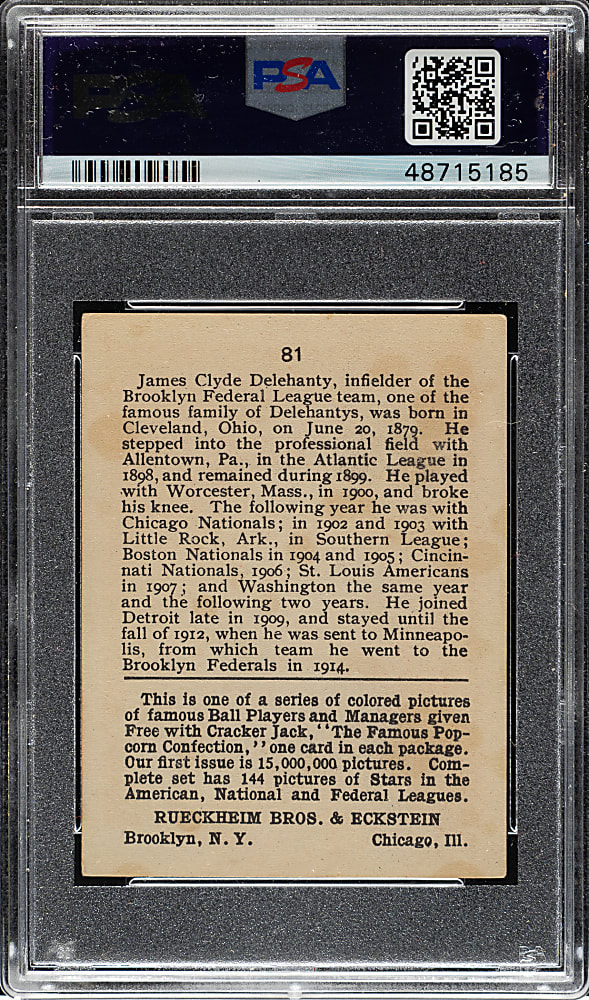 PSA
48715185
81
James Clyde Delehanty, infielder of the
Brooklyn Federal League team, one of the
famous family of Delehantys, was born in
Cleveland, Ohio, on June 20, 1879. He
stepped into the professional field with
Allentown, Pa., in the Atlantic League in
1898, and remained during 1899. He played
with Worcester, Mass., in 1900, and broke
his knee. The following year he was with
Chicago Nationals; in 1902 and 1903 with
Little Rock, Ark., in Southern League;
Boston Nationals in 1904 and 1905; Cincin-
nati Nationals, 1906; St. Louis Americans
in 1907; and Washington the same year
and the following two years. He joined
Detroit late in 1909, and stayed until the
fall of 1912, when he was sent to Minneapo-
lis, from which team he went to the
Brooklyn Federals in 1914.
This is one of a series of colored pictures
of famous Ball Players and Managers given
Free with Cracker Jack, "The Famous Pop-
corn Confection," one card in each package.
Our first issue is 15,000,000 pictures. Com-
plete set has 144 pictures of Stars in the
American, National and Federal Leagues.
RUECKHEIM BROS. & ECKSTEIN
Brooklyn, N. Y. Chicago, Ill.